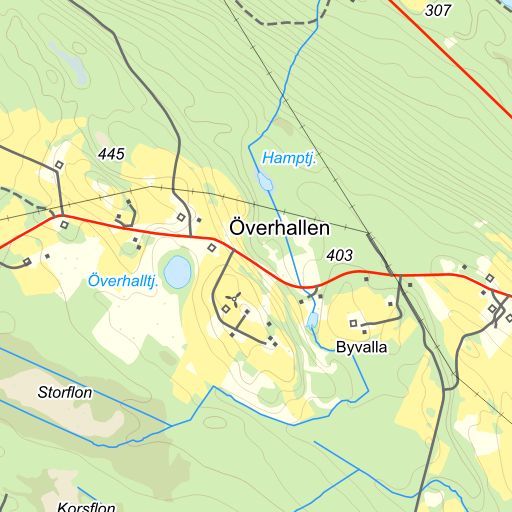 307
445
Hamptj.
Överhallen
403
Överhalltj.
Byvalla
Storflon
Korsflon